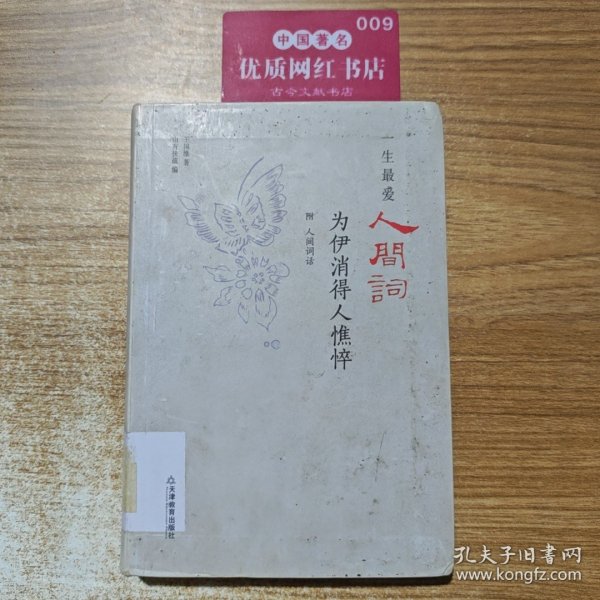 009
中国著名
优质网红书店
古今文献书店
一生最爱
人間詞
为伊消得人憔悴
附 人间词话
王国维 著
天津教育出版社
孔夫子旧书网
www.kongfz.com